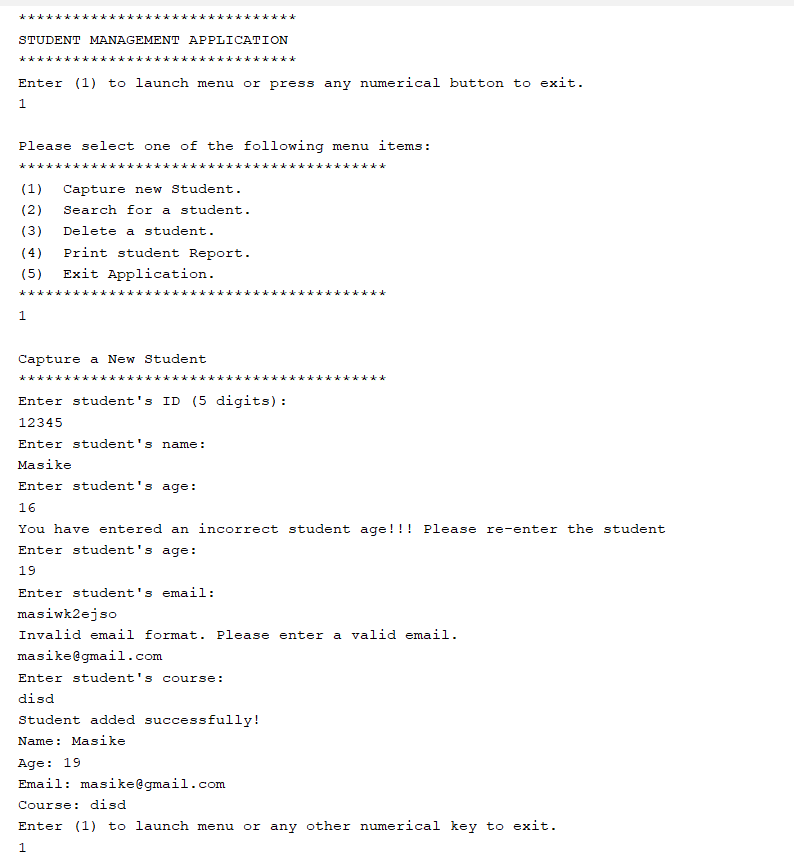 *******************************
STUDENT MANAGEMENT APPLICATION
*******************************
Enter (1) to launch menu or press any numerical button to exit.
1
Please select one of the following menu items:
*****************************************
(1)  Capture new Student.
(2)  Search for a student.
(3)  Delete a student.
(4)  Print student Report.
(5)  Exit Application.
*****************************************
1
Capture a New Student
*****************************************
Enter student's ID (5 digits):
12345
Enter student's name:
Masike
Enter student's age:
16
You have entered an incorrect student age!!! Please re-enter the student
Enter student's age:
19
Enter student's email:
masiwk2ejso
Invalid email format. Please enter a valid email.
masike@gmail.com
Enter student's course:
disd
Student added successfully!
Name: Masike
Age: 19
Email: masike@gmail.com
Course: disd
Enter (1) to launch menu or any other numerical key to exit.
1